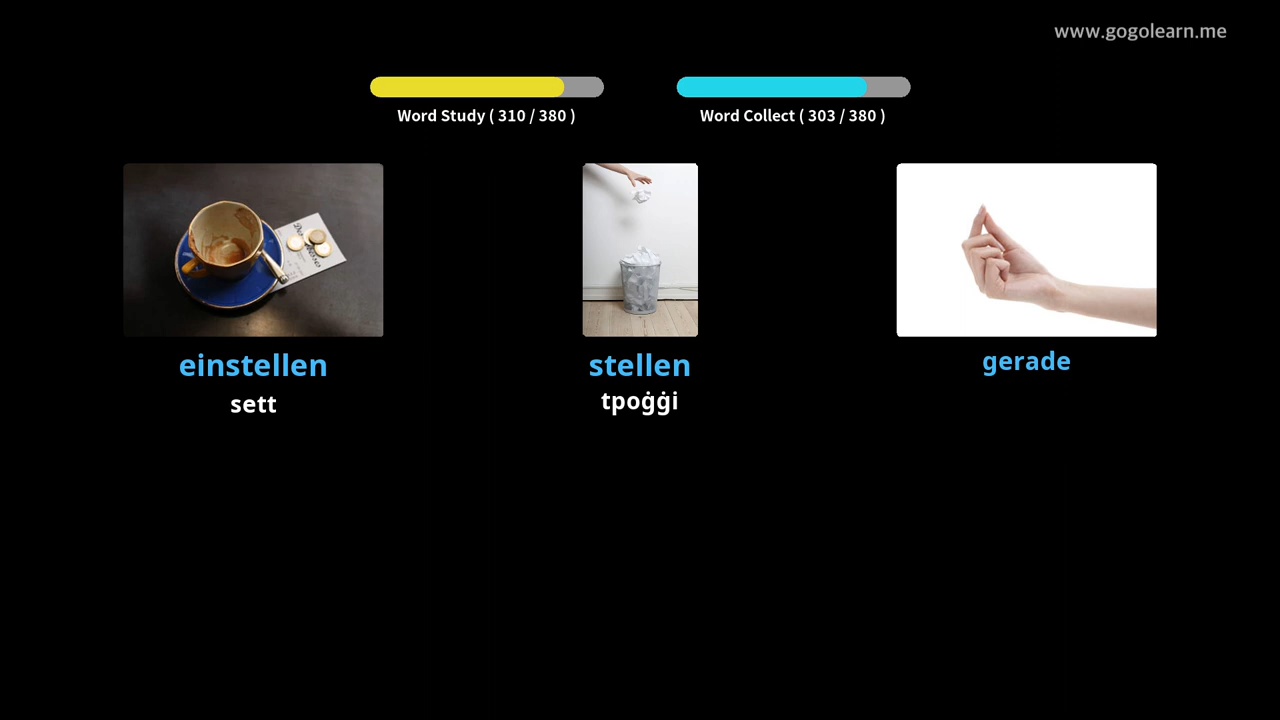 www.gogolearn.me
Word Study ( 310 / 380 )
Word Collect ( 303 / 380 )
einstellen
stellen
gerade
sett
tpoġġi